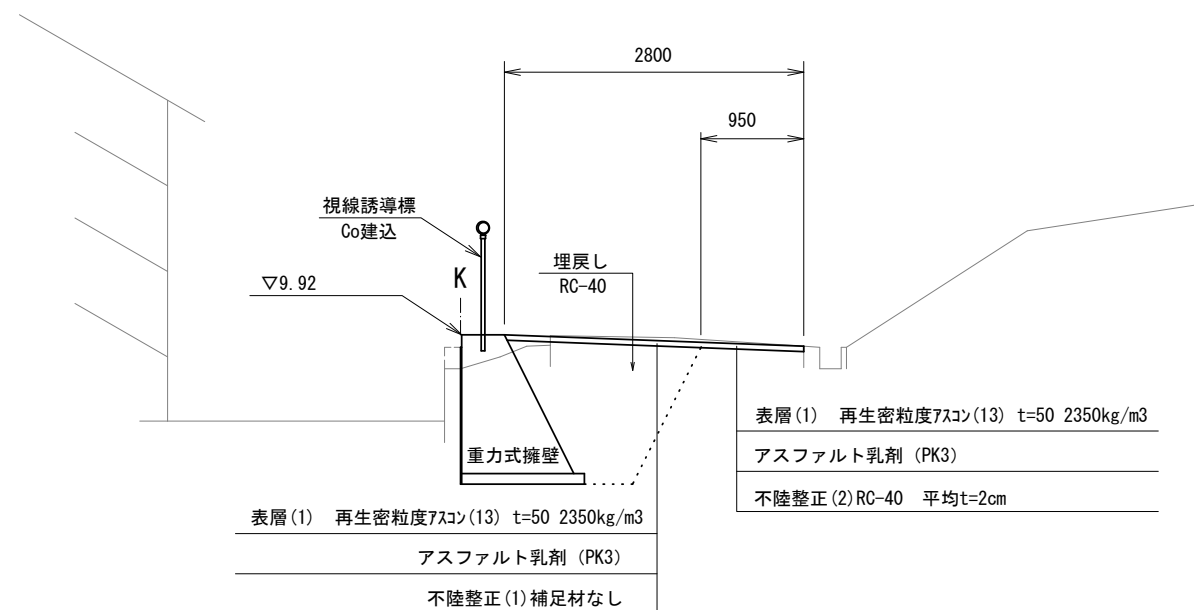 2800
950
視線誘導標
Co建込
K
埋戻し
RC-40
▽9.92
重力式擁壁
表層(1) 再生密粒度アスコン(13) t=50 2350kg/m3
アスファルト乳剤 (PK3)
不陸整正(2)RC-40 平均t=2cm
表層(1) 再生密粒度アスコン(13) t=50 2350kg/m3
アスファルト乳剤 (PK3)
不陸整正(1)補足材なし